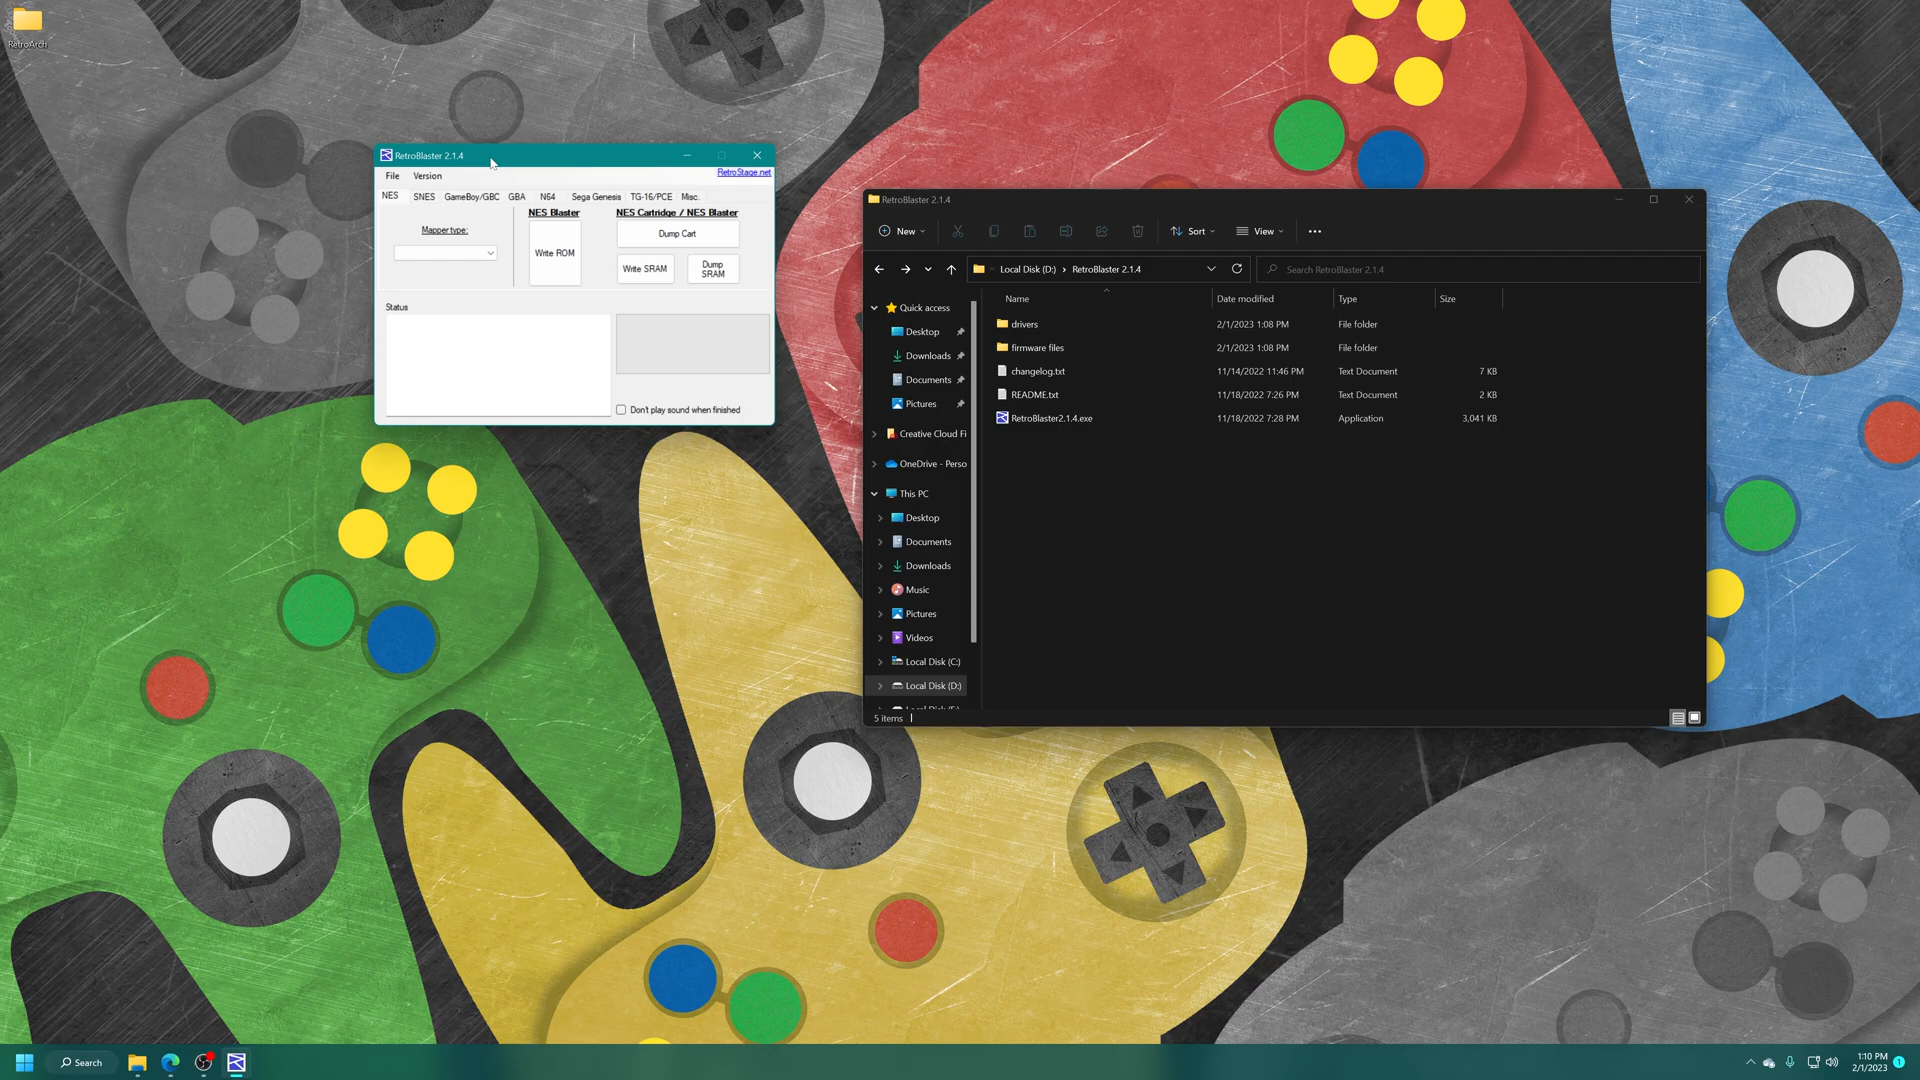 RetroArch
RetroBlaster 2.1.4
File Version
RetroStage.net
NES SNES GameBoy/GBC GBA N64 Sega Genesis TG-16/PCE Misc.
NES Blaster
NES Cartridge / NES Blaster
Mapper type:
Write ROM
Dump Cart
Write SRAM
Dump
SRAM
Status
Don't play sound when finished
RetroBlaster 2.1.4
New
Sort
View
Local Disk (D:) > RetroBlaster 2.1.4
Search RetroBlaster 2.1.4
Name Date modified Type Size
drivers 2/1/2023 1:08 PM File folder
firmware files 2/1/2023 1:08 PM File folder
changelog.txt 11/14/2022 11:46 PM Text Document 7 KB
README.txt 11/18/2022 7:26 PM Text Document 2 KB
RetroBlaster2.1.4.exe 11/18/2022 7:28 PM Application 3,041 KB
Quick access
Desktop
Downloads
Documents
Pictures
Creative Cloud Fi
OneDrive - Perso
This PC
Desktop
Documents
Downloads
Music
Pictures
Videos
Local Disk (C:)
Local Disk (D:)
5 items
Search
1:10 PM
2/1/2023
1